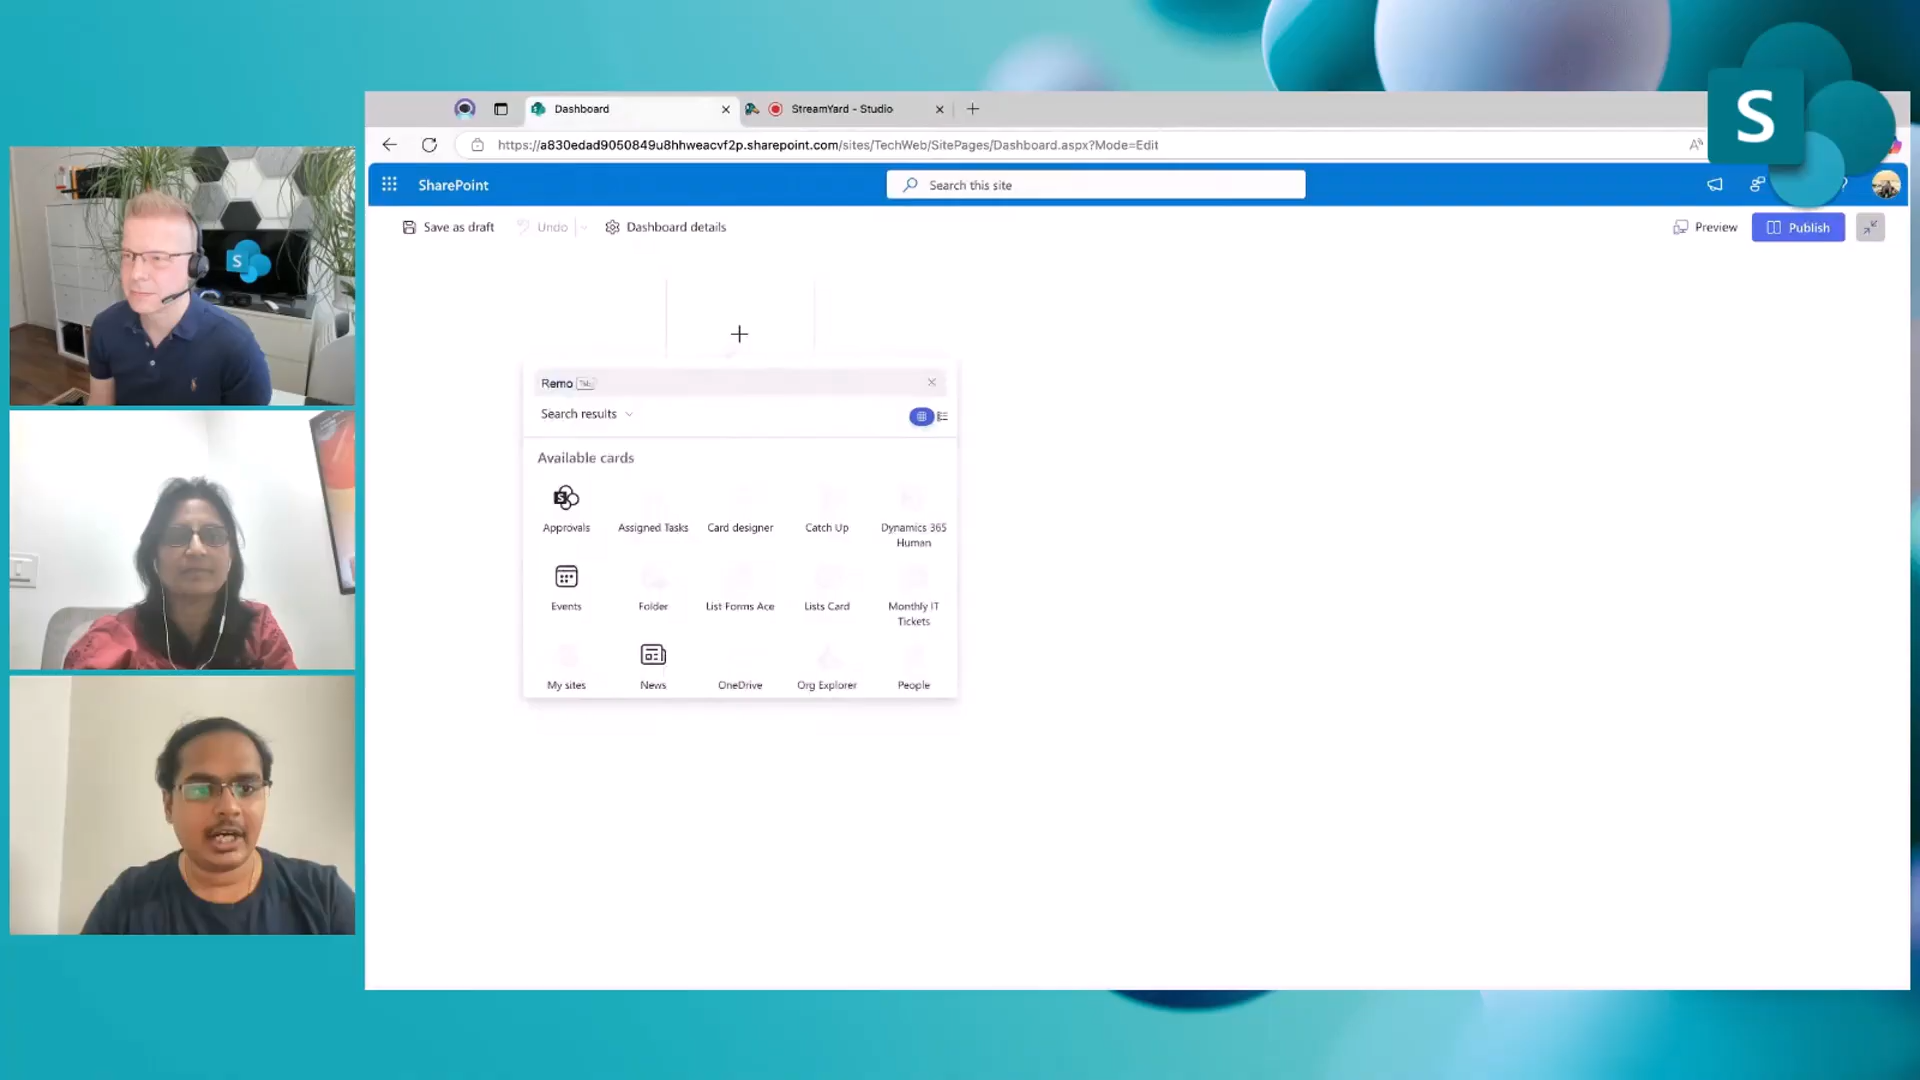 Dashboard
StreamYard - Studio
https://a830edad9050849u8hhweacvf2p.sharepoint.com/sites/TechWeb/SitePages/Dashboard.aspx?Mode=Edit
S
SharePoint
Search this site
?
Save as draft
Undo
Dashboard details
Preview
Publish
S
Remo
Search results
Available cards
Approvals
Assigned Tasks
Card designer
Catch Up
Dynamics 365
Human
Events
Folder
List Forms Ace
Lists Card
Monthly IT
Tickets
My sites
News
OneDrive
Org Explorer
People